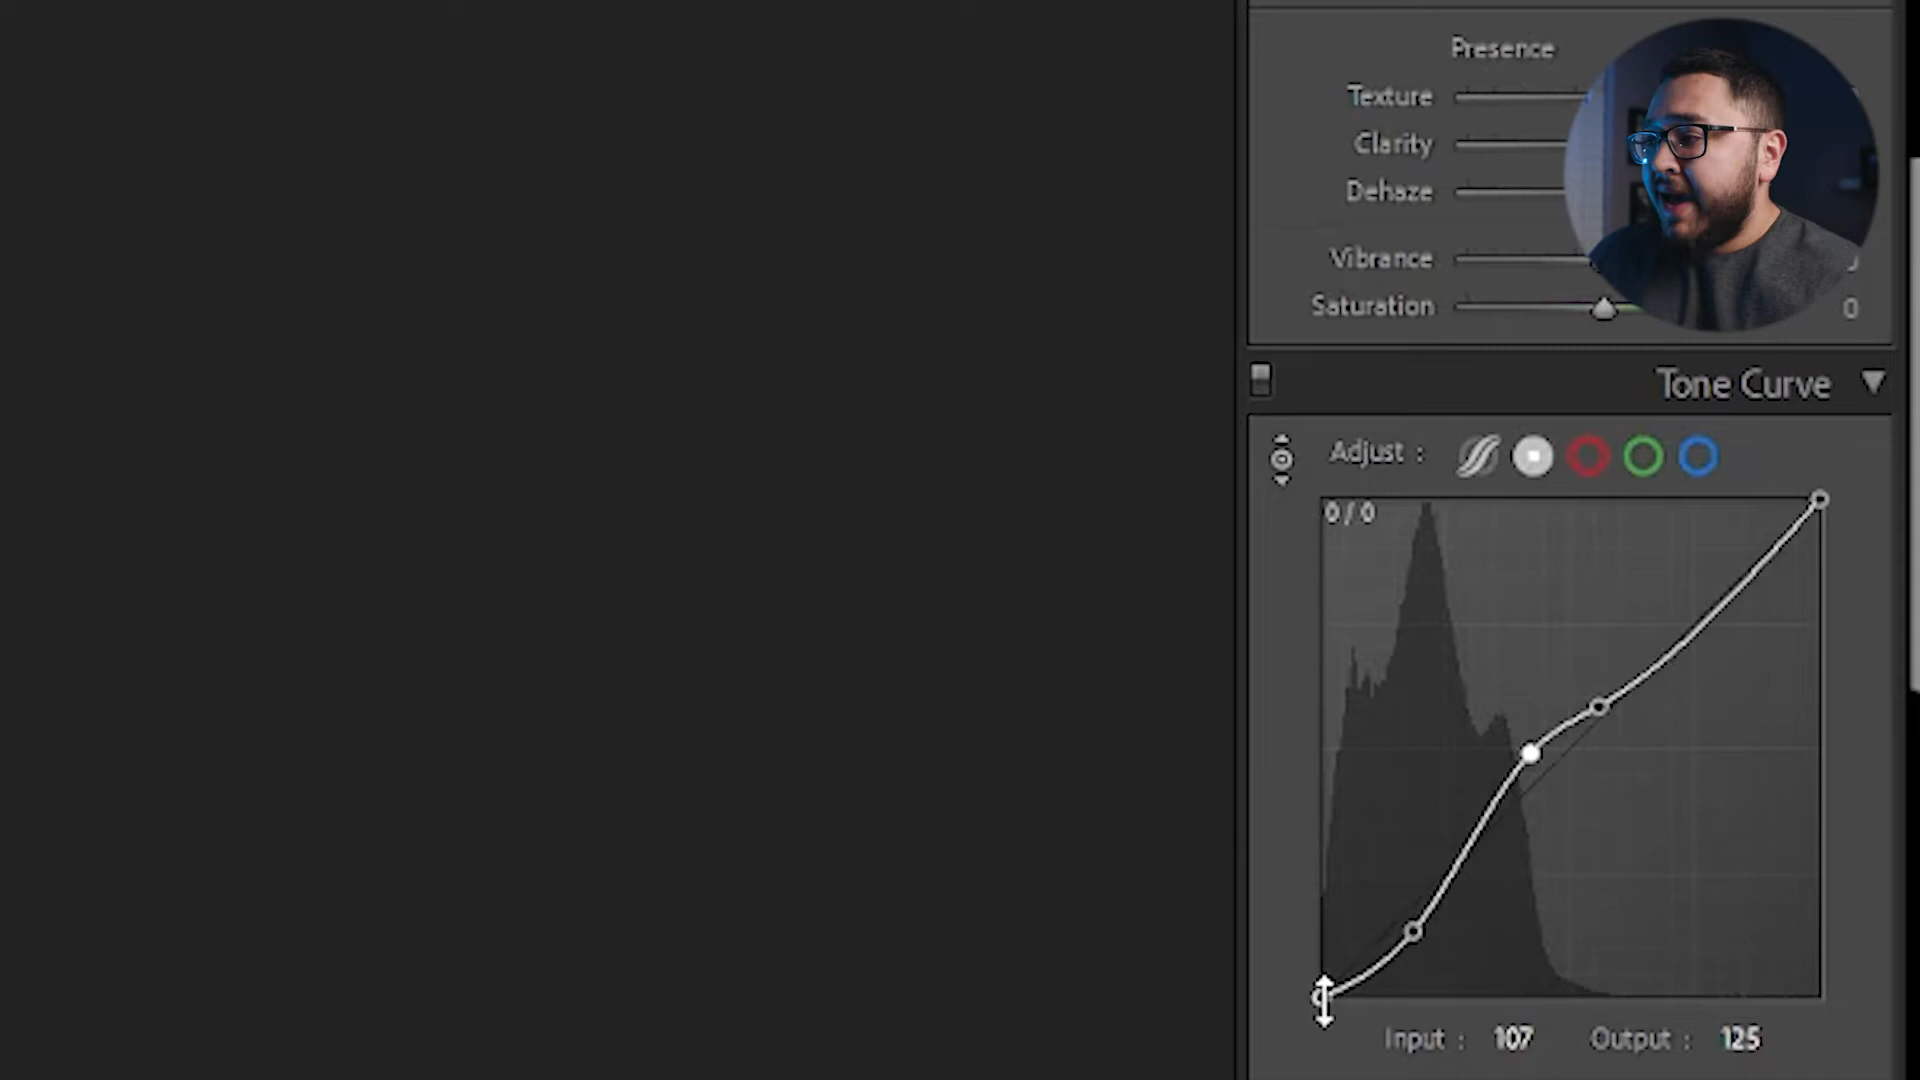 Presence
Texture
Clarity
Dehaze
Vibrance
Saturation 0
Tone Curve
Adjust :
0 / 0
Input : 107 Output : 125